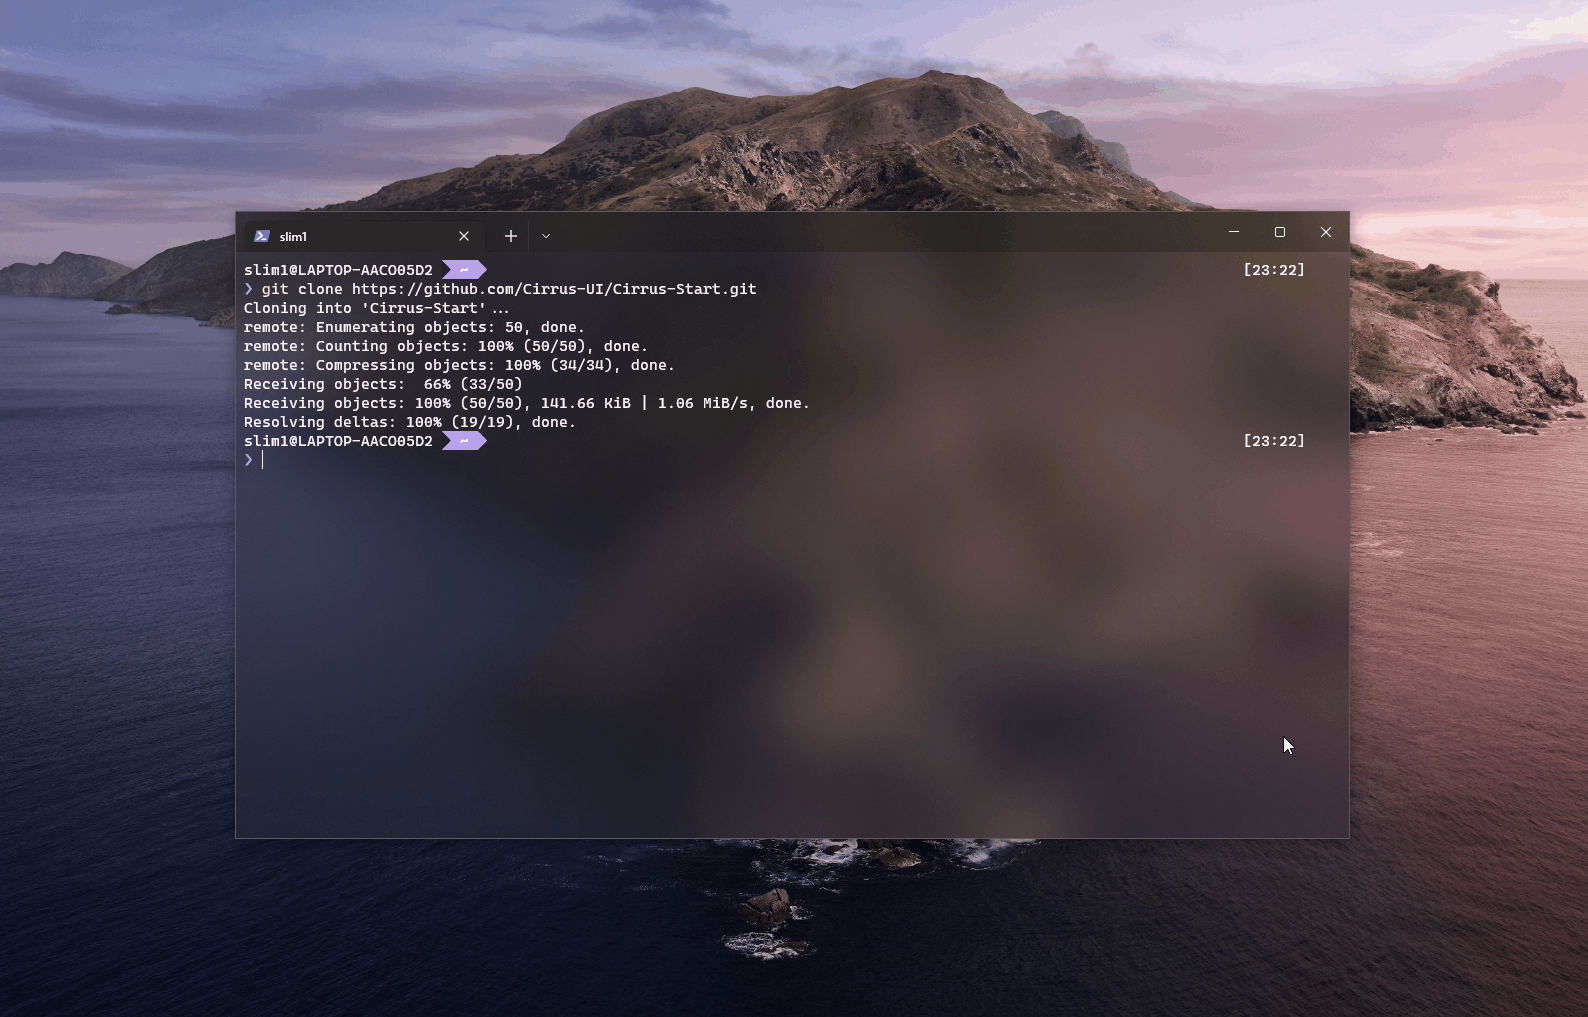 slim1
slim1@LAPTOP-AACO05D2 ~ [23:22]
❯ git clone https://github.com/Cirrus-UI/Cirrus-Start.git
Cloning into 'Cirrus-Start'...
remote: Enumerating objects: 50, done.
remote: Counting objects: 100% (50/50), done.
remote: Compressing objects: 100% (34/34), done.
Receiving objects:  66% (33/50)
Receiving objects: 100% (50/50), 141.66 KiB | 1.06 MiB/s, done.
Resolving deltas: 100% (19/19), done.
slim1@LAPTOP-AACO05D2 ~ [23:22]
❯